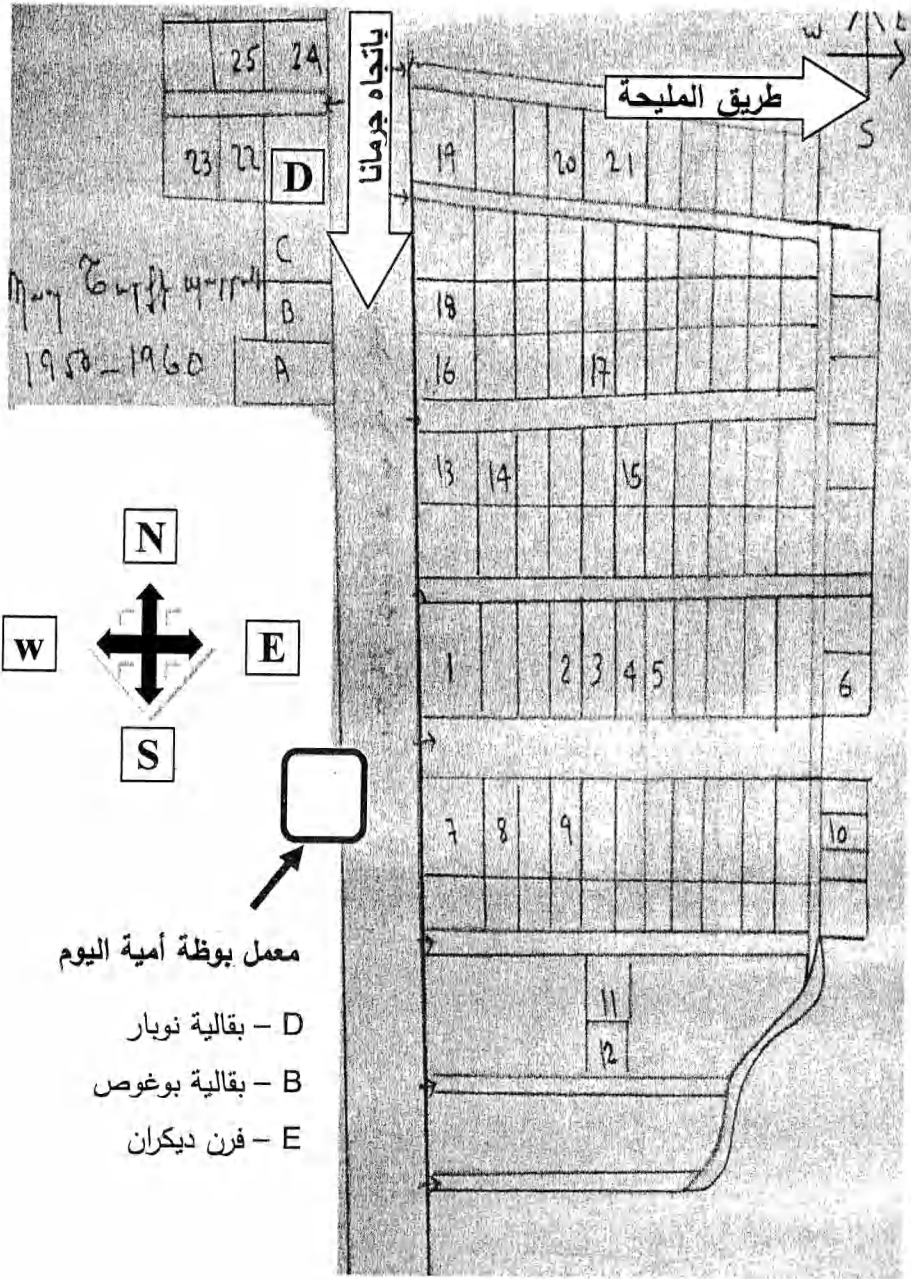 25 24
باتجاه جرمانا
W E
طريق المليحة
S
23 22 D
19 20 21
C
B
18
1950-1960
A
16 17
13 14 15
N
W E
S
1 2 3 4 5 6
7 8 9 10
معمل بوظة أمية اليوم
D – بقالية نوبار
B – بقالية بوغوص
E – فرن ديكران
11
12